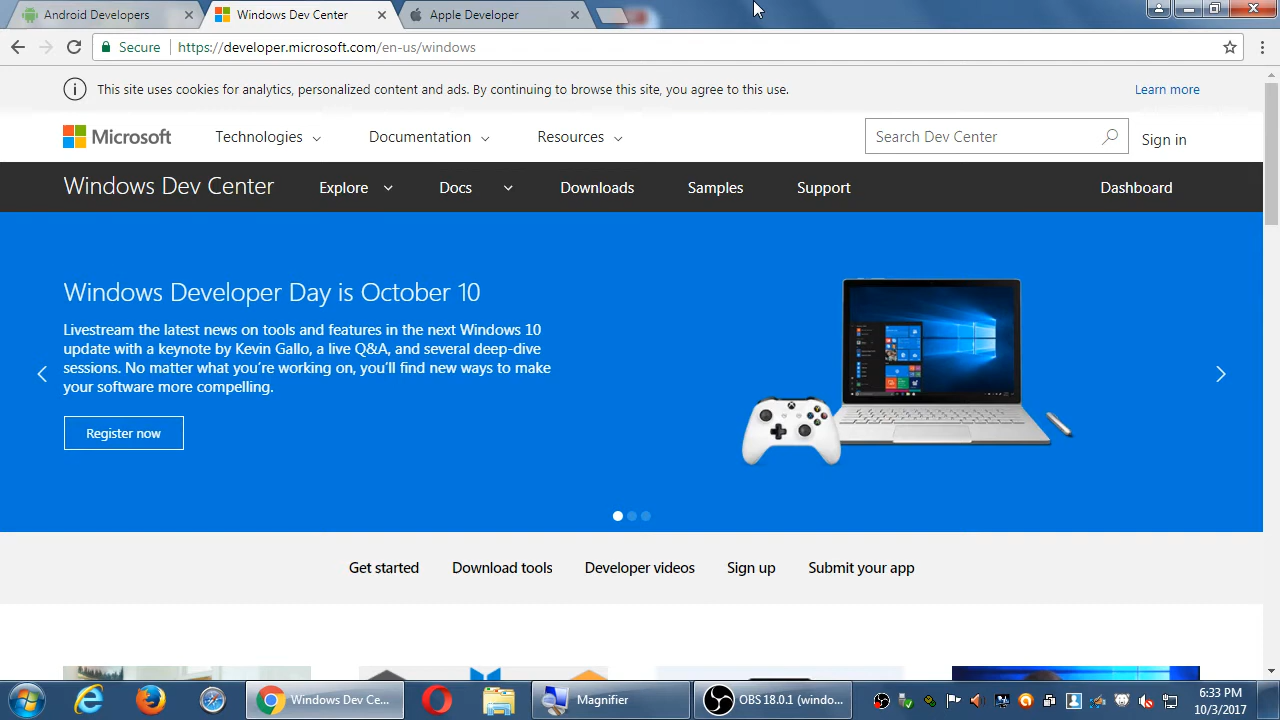 Android Developers
Windows Dev Center
Apple Developer
Secure
https://developer.microsoft.com/en-us/windows
This site uses cookies for analytics, personalized content and ads. By continuing to browse this site, you agree to this use.
Learn more
Microsoft
Technologies
Documentation
Resources
Search Dev Center
Sign in
Windows Dev Center
Explore
Docs
Downloads
Samples
Support
Dashboard
Windows Developer Day is October 10
Livestream the latest news on tools and features in the next Windows 10
update with a keynote by Kevin Gallo, a live Q&A, and several deep-dive
sessions. No matter what you're working on, you'll find new ways to make
your software more compelling.
Register now
Get started
Download tools
Developer videos
Sign up
Submit your app
Windows Dev Ce...
Magnifier
OBS 18.0.1 (windo...
6:33 PM
10/3/2017